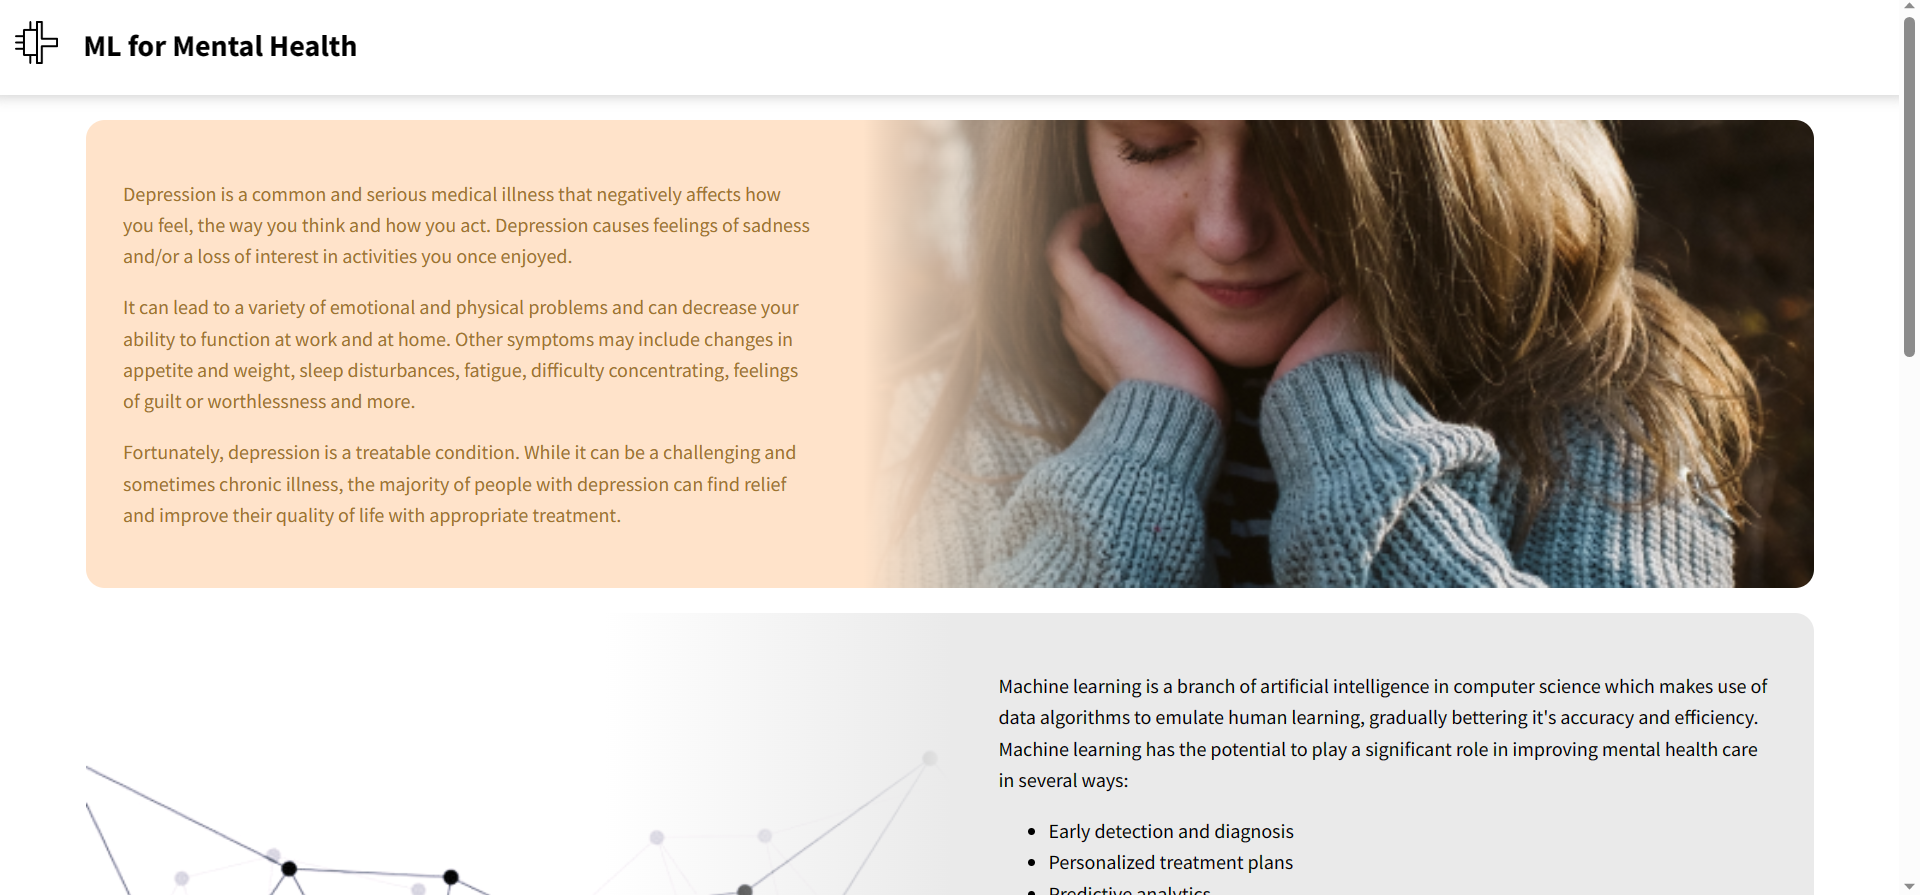 ML for Mental Health
Depression is a common and serious medical illness that negatively affects how
you feel, the way you think and how you act. Depression causes feelings of sadness
and/or a loss of interest in activities you once enjoyed.
It can lead to a variety of emotional and physical problems and can decrease your
ability to function at work and at home. Other symptoms may include changes in
appetite and weight, sleep disturbances, fatigue, difficulty concentrating, feelings
of guilt or worthlessness and more.
Fortunately, depression is a treatable condition. While it can be a challenging and
sometimes chronic illness, the majority of people with depression can find relief
and improve their quality of life with appropriate treatment.
Machine learning is a branch of artificial intelligence in computer science which makes use of
data algorithms to emulate human learning, gradually bettering it's accuracy and efficiency.
Machine learning has the potential to play a significant role in improving mental health care
in several ways:
• Early detection and diagnosis
• Personalized treatment plans
• Predictive analytics